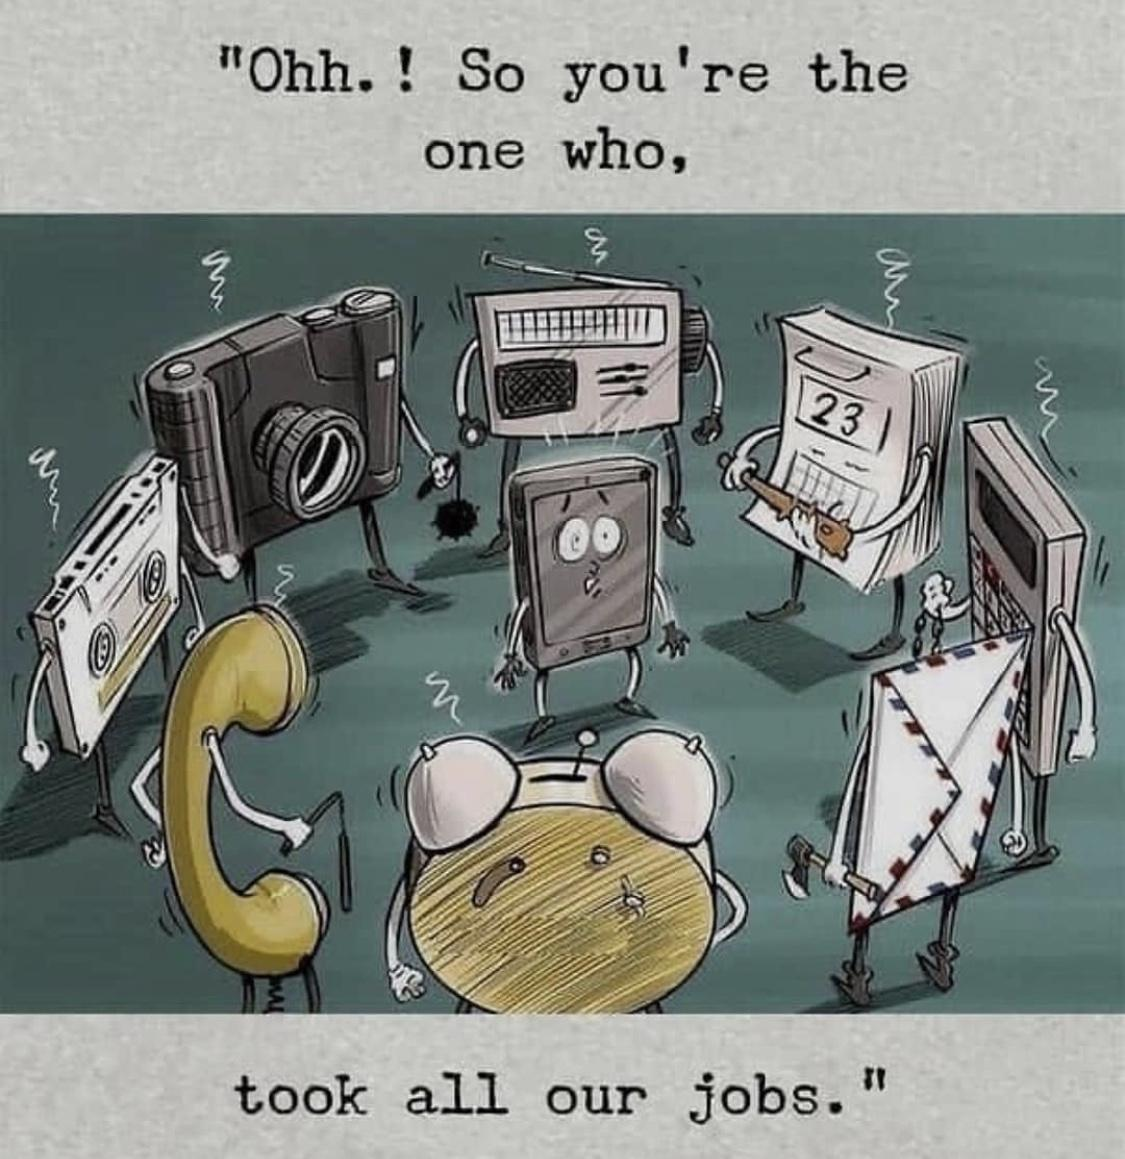 "Ohh.! So you're the
one who,
23
took all our jobs."